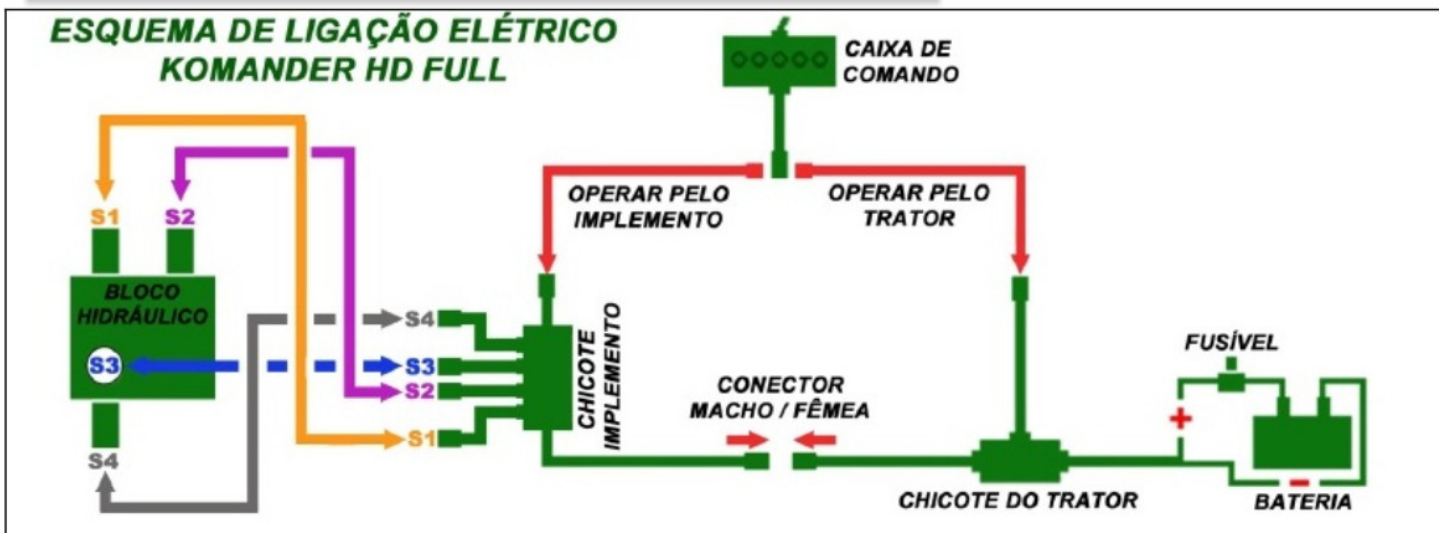 ESQUEMA DE LIGAÇÃO ELÉTRICO
KOMANDER HD FULL
CAIXA DE
COMANDO
OPERAR PELO
IMPLEMENTO
OPERAR PELO
TRATOR
S1
S2
BLOCO
HIDRÁULICO
S3
S4
S4
S3
S2
S1
CHICOTE
IMPLEMENTO
CONECTOR
MACHO / FÊMEA
CHICOTE DO TRATOR
FUSÍVEL
+
-
BATERIA